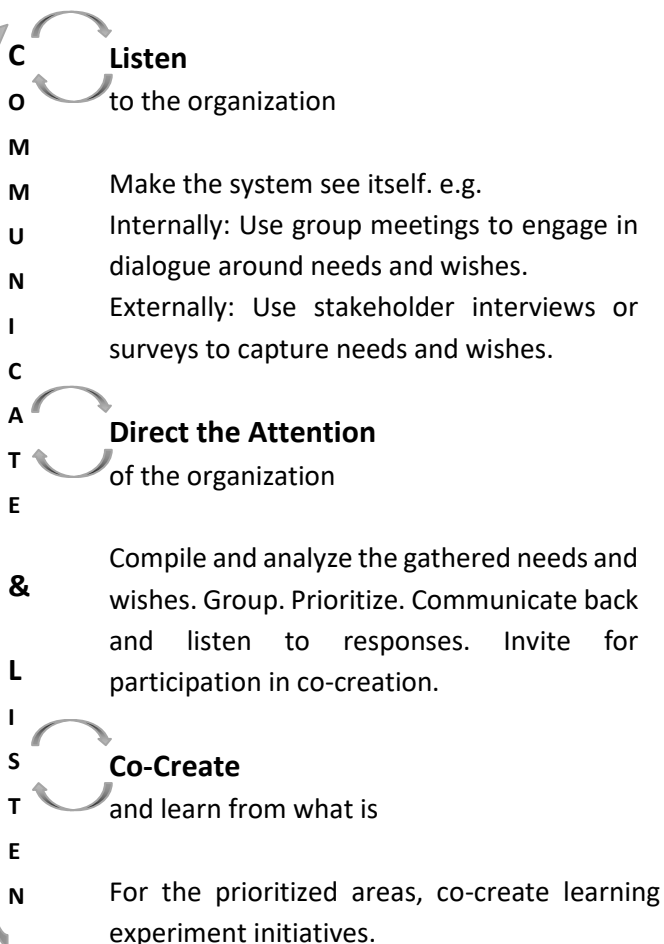 COMMUNICATE & LISTEN
Listen
to the organization
Make the system see itself. e.g.
Internally: Use group meetings to engage in
dialogue around needs and wishes.
Externally: Use stakeholder interviews or
surveys to capture needs and wishes.
Direct the Attention
of the organization
Compile and analyze the gathered needs and
wishes. Group. Prioritize. Communicate back
and listen to responses. Invite for
participation in co-creation.
Co-Create
and learn from what is
For the prioritized areas, co-create learning
experiment initiatives.